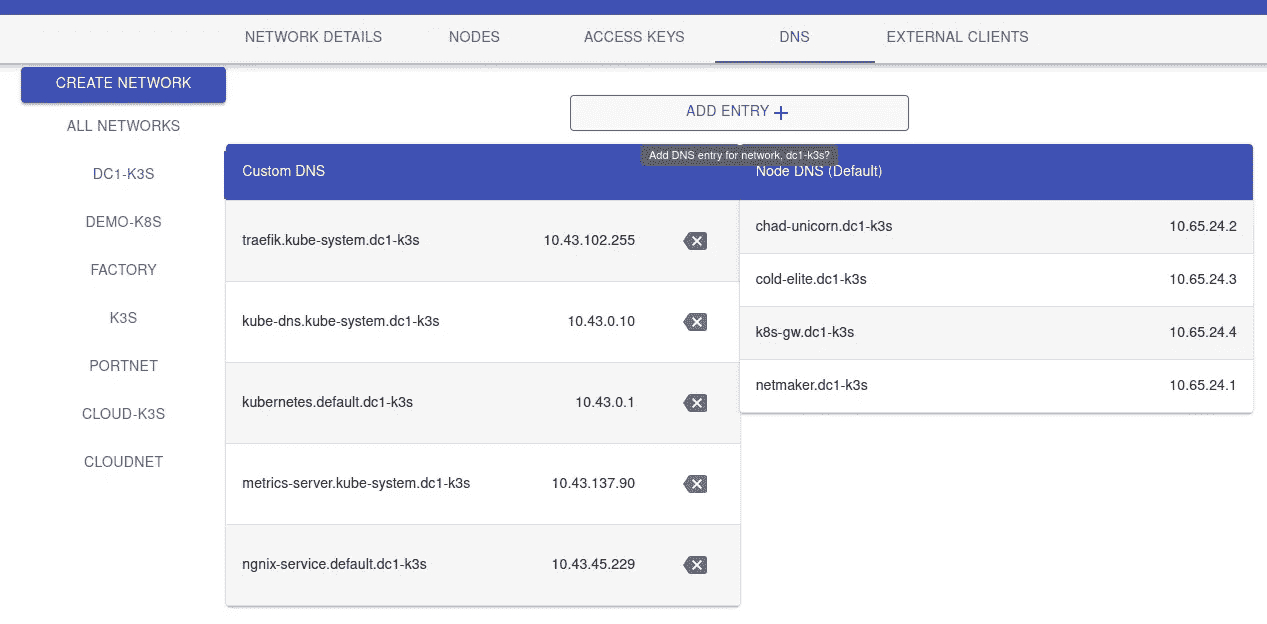 NETWORK DETAILS NODES ACCESS KEYS DNS EXTERNAL CLIENTS
CREATE NETWORK
ALL NETWORKS
DC1-K3S
DEMO-K8S
FACTORY
K3S
PORTNET
CLOUD-K3S
CLOUDNET
ADD ENTRY
Add DNS entry for network, dc1-k3s?
Custom DNS
traefik.kube-system.dc1-k3s 10.43.102.255
kube-dns.kube-system.dc1-k3s 10.43.0.10
kubernetes.default.dc1-k3s 10.43.0.1
metrics-server.kube-system.dc1-k3s 10.43.137.90
ngnix-service.default.dc1-k3s 10.43.45.229
Node DNS (Default)
chad-unicorn.dc1-k3s 10.65.24.2
cold-elite.dc1-k3s 10.65.24.3
k8s-gw.dc1-k3s 10.65.24.4
netmaker.dc1-k3s 10.65.24.1